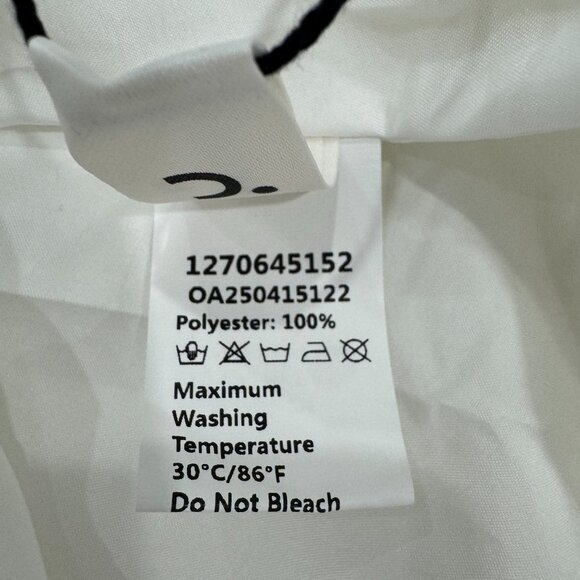 1270645152
OA250415122
Polyester: 100%
Maximum
Washing
Temperature
30°C/86°F
Do Not Bleach